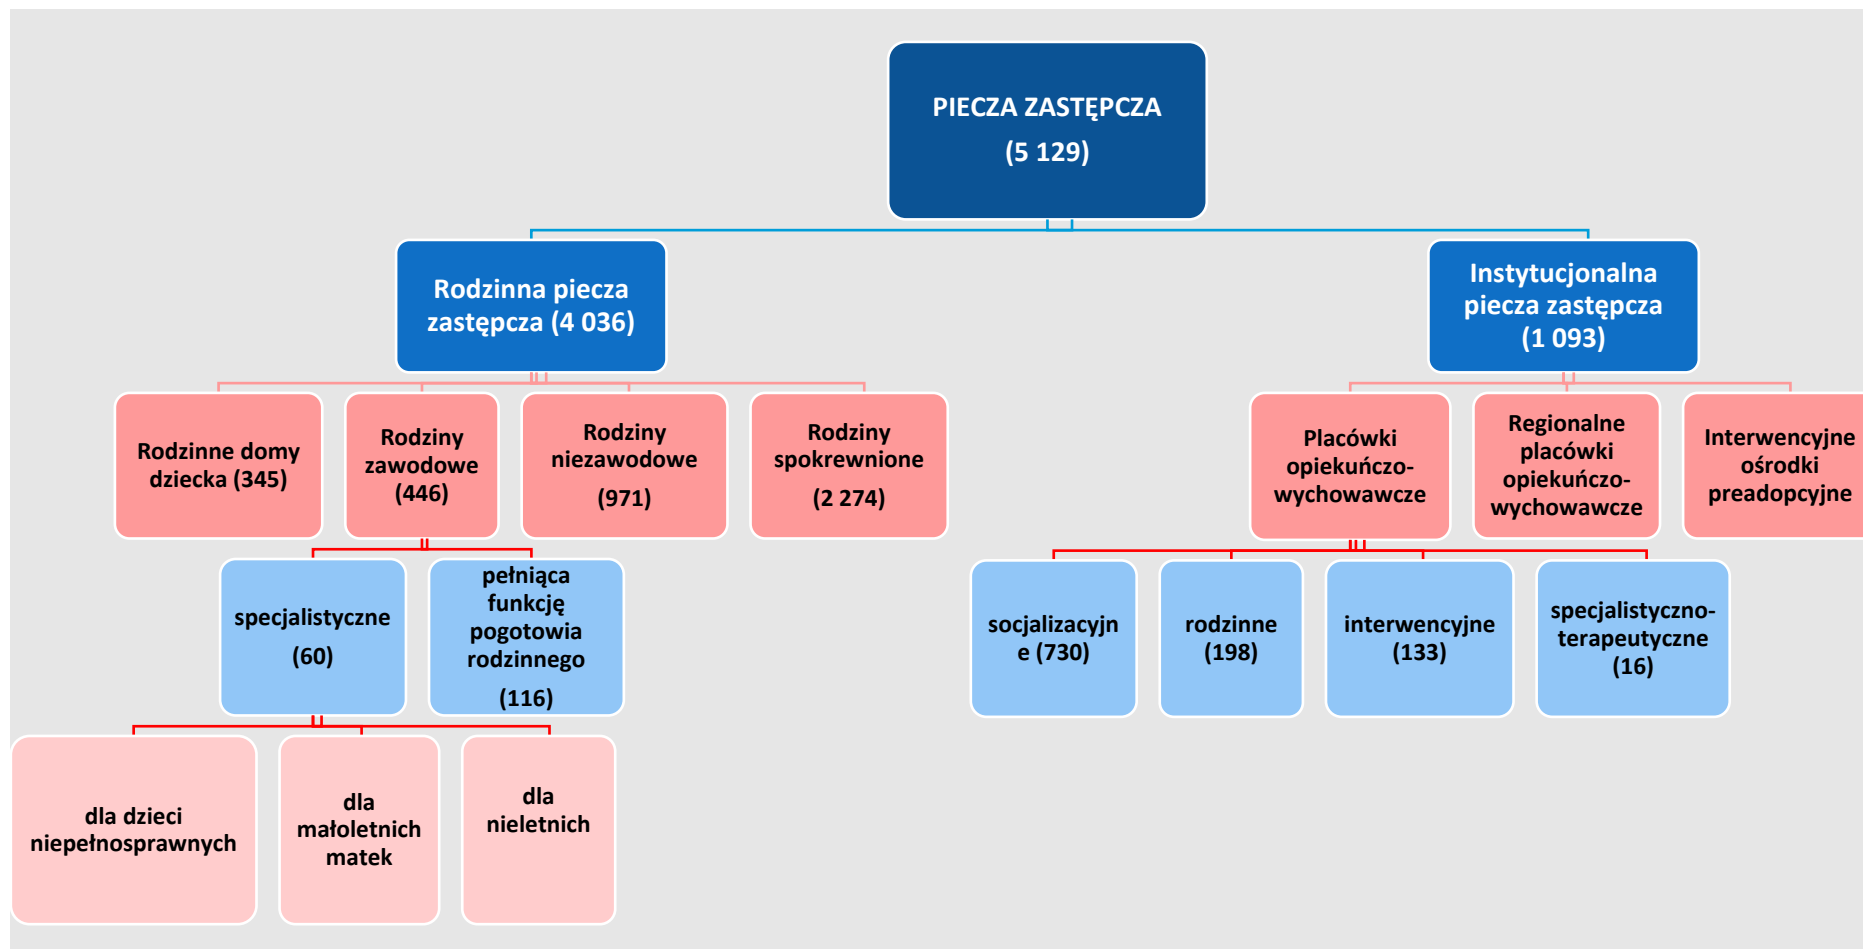 PIECZA ZASTĘPCZA
(5 129)
Rodzinna piecza
zastępcza (4 036)
Instytucjonalna
piecza zastępcza
(1 093)
Rodzinne domy
dziecka (345)
Rodziny
zawodowe
(446)
Rodziny
niezawodowe
(971)
Rodziny
spokrewnione
(2 274)
Placówki
opiekuńczo-
wychowawcze
Regionalne
placówki
opiekuńczo-
wychowawcze
Interwencyjne
ośrodki
preadopcyjne
specjalistyczne
(60)
pełniąca
funkcję
pogotowia
rodzinnego
(116)
socjalizacyjn
e (730)
rodzinne
(198)
interwencyjne
(133)
specjalistyczno-
terapeutyczne
(16)
dla dzieci
niepełnosprawnych
dla
małoletnich
matek
dla
nieletnich